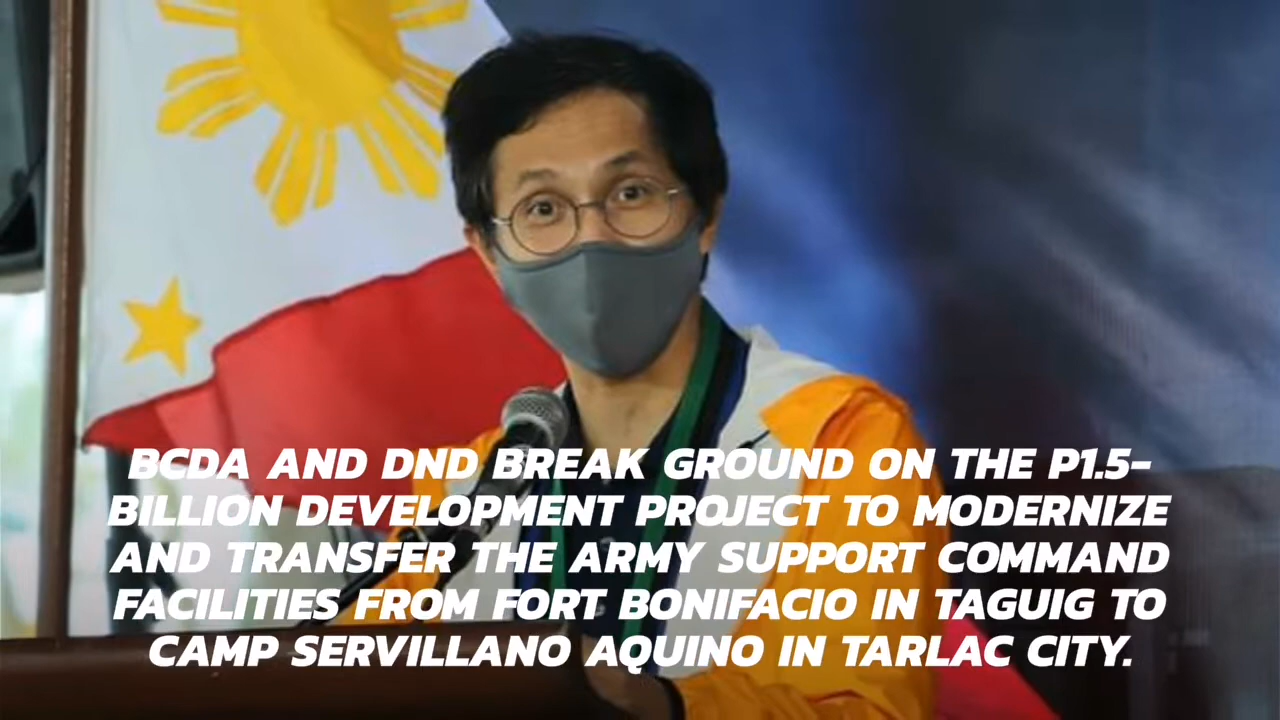 BCDA AND DND BREAK GROUND ON THE P1.5-
BILLION DEVELOPMENT PROJECT TO MODERNIZE
AND TRANSFER THE ARMY SUPPORT COMMAND
FACILITIES FROM FORT BONIFACIO IN TAGUIG TO
CAMP SERVILLANO AQUINO IN TARLAC CITY.